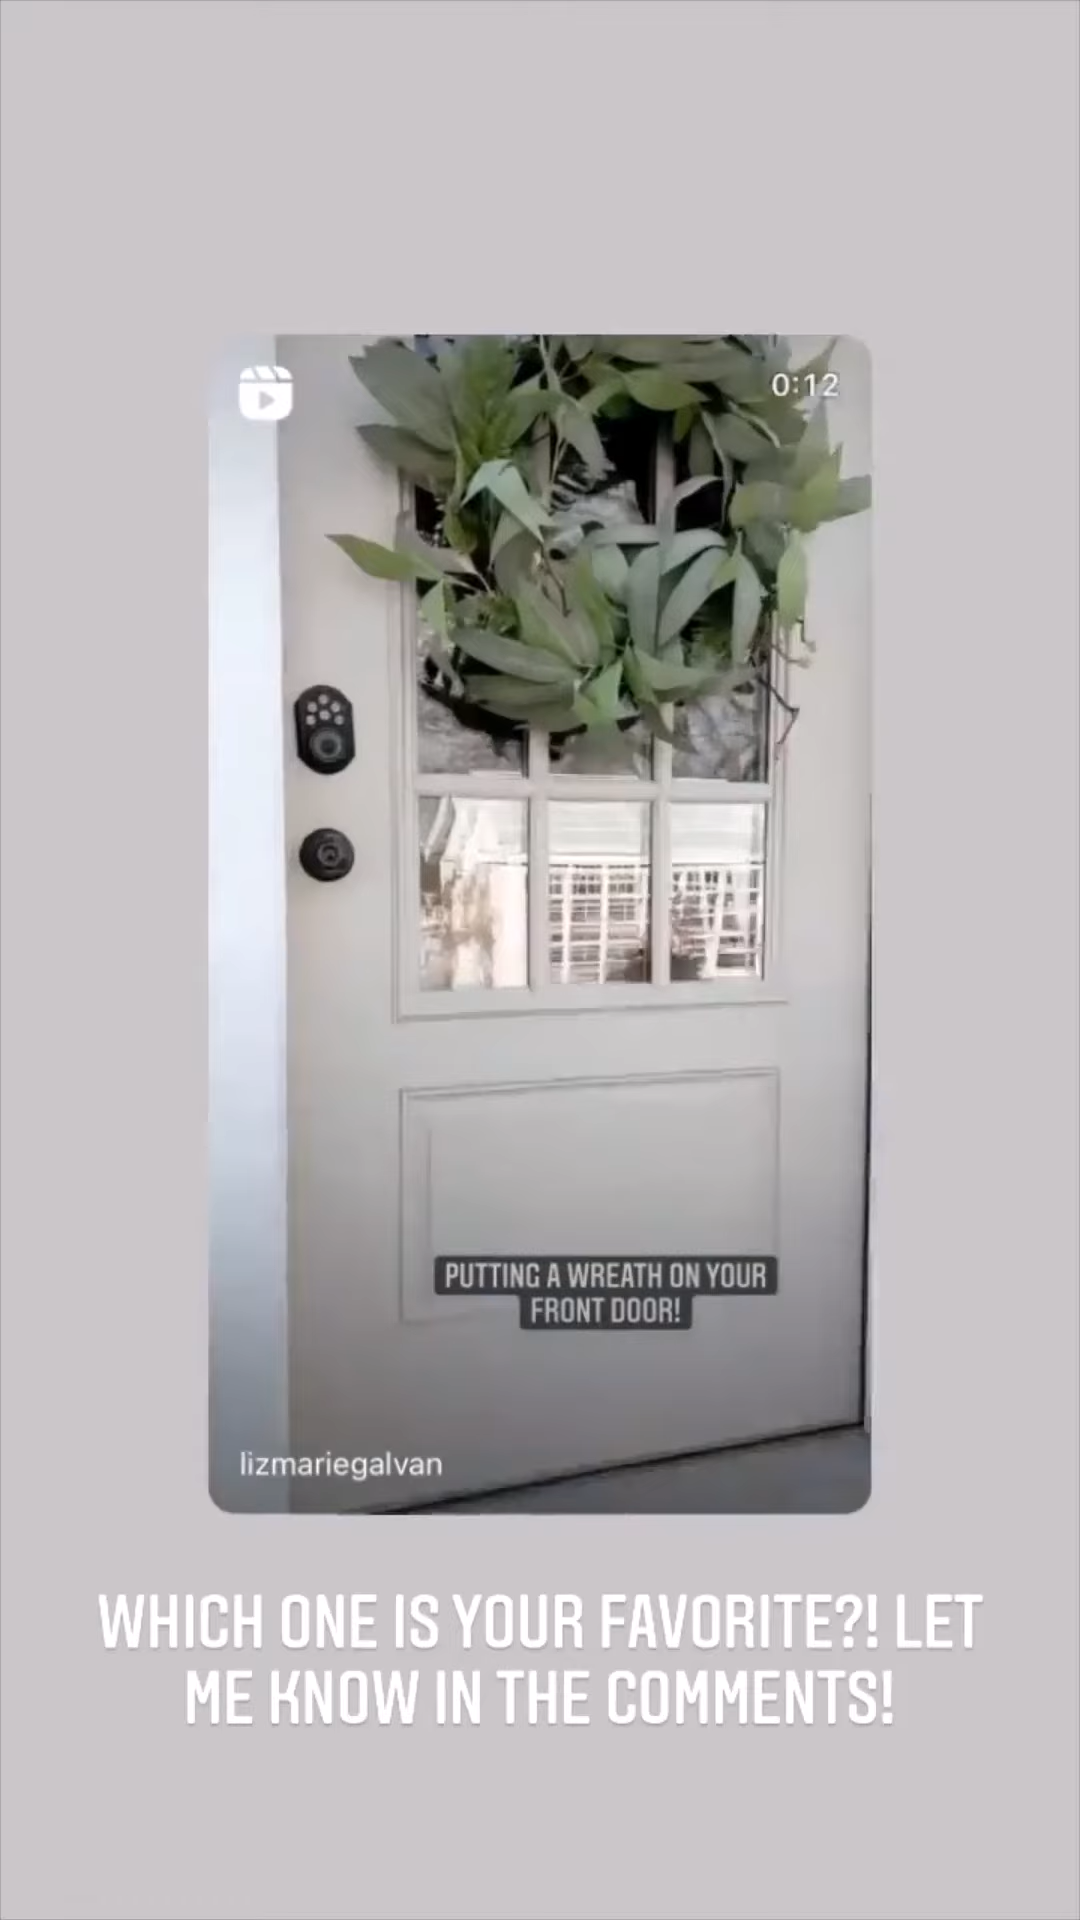 0:12
PUTTING A WREATH ON YOUR
FRONT DOOR!
lizmariegalvan
WHICH ONE IS YOUR FAVORITE?! LET
ME KNOW IN THE COMMENTS!